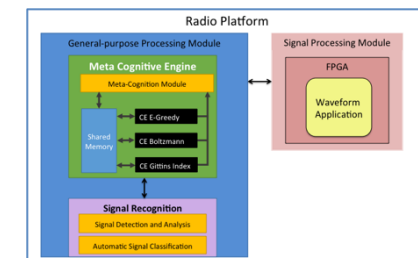 Radio Platform
General-purpose Processing Module
Meta Cognitive Engine
Meta-Cognition Module
Shared
Memory
CE E-Greedy
CE Boltzmann
CE Gittins Index
Signal Recognition
Signal Detection and Analysis
Automatic Signal Classification
Signal Processing Module
FPGA
Waveform
Application